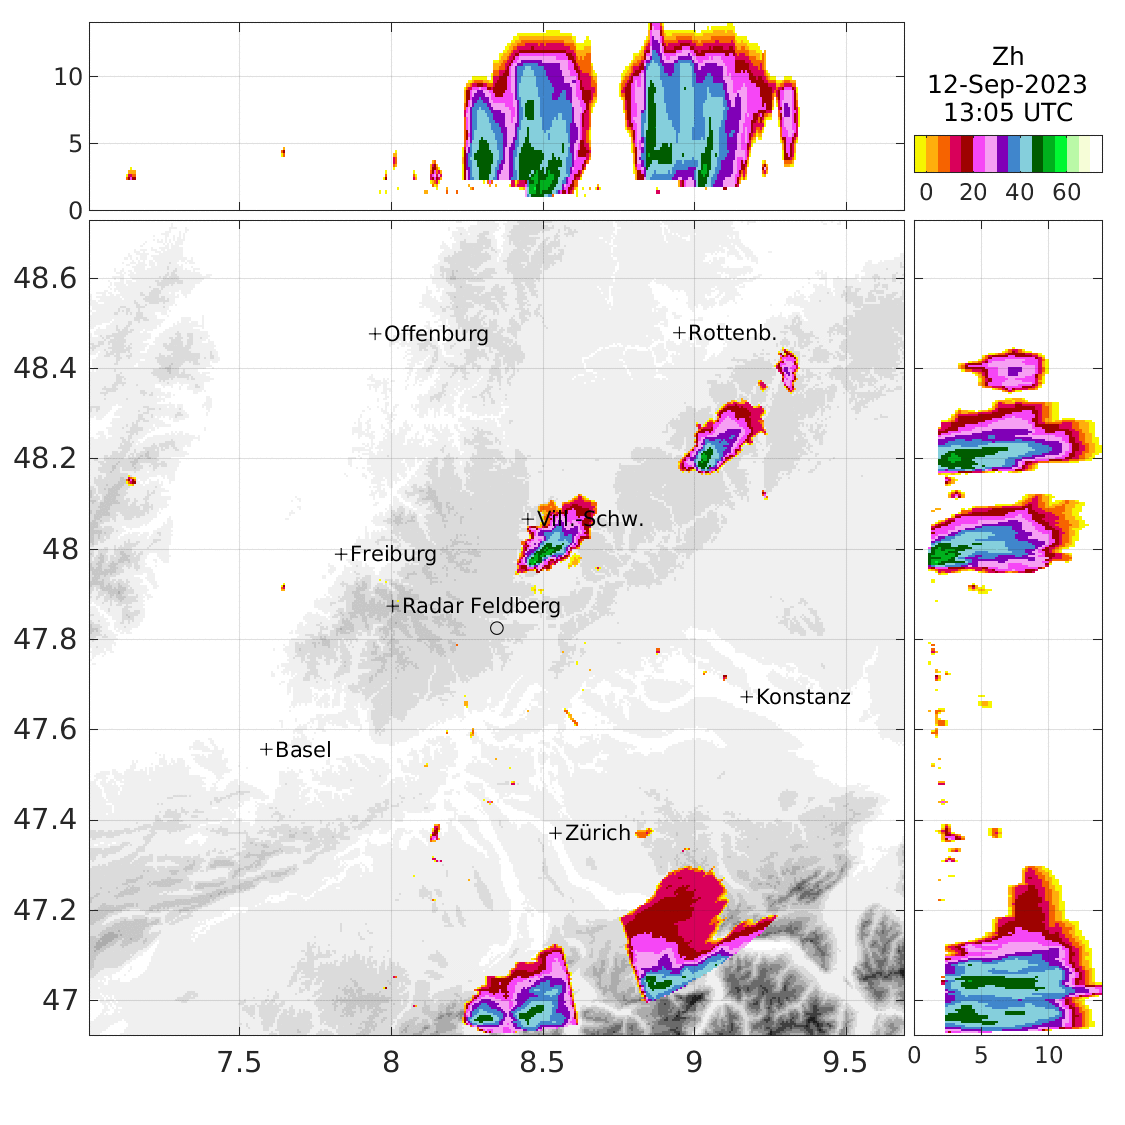 Zh
12-Sep-2023
13:05 UTC
0 20 40 60
10
5
0
48.6
48.4
48.2
48
47.8
47.6
47.4
47.2
47
Offenburg
Rottenb.
Vill.-Schw.
Freiburg
Radar Feldberg
Konstanz
Basel
Zürich
7.5 8 8.5 9 9.5
0 5 10